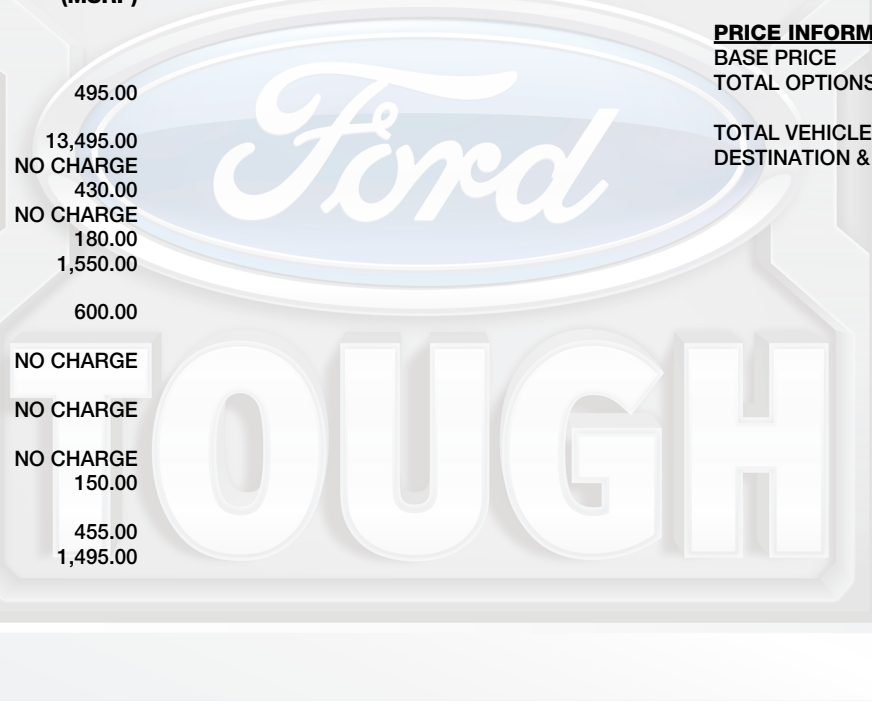 (MSRP)
495.00
13,495.00
NO CHARGE
430.00
NO CHARGE
180.00
1,550.00
600.00
NO CHARGE
NO CHARGE
NO CHARGE
150.00
455.00
1,495.00
PRICE INFORM
BASE PRICE
TOTAL OPTIONS
TOTAL VEHICLE
DESTINATION &
Ford
TOUGH